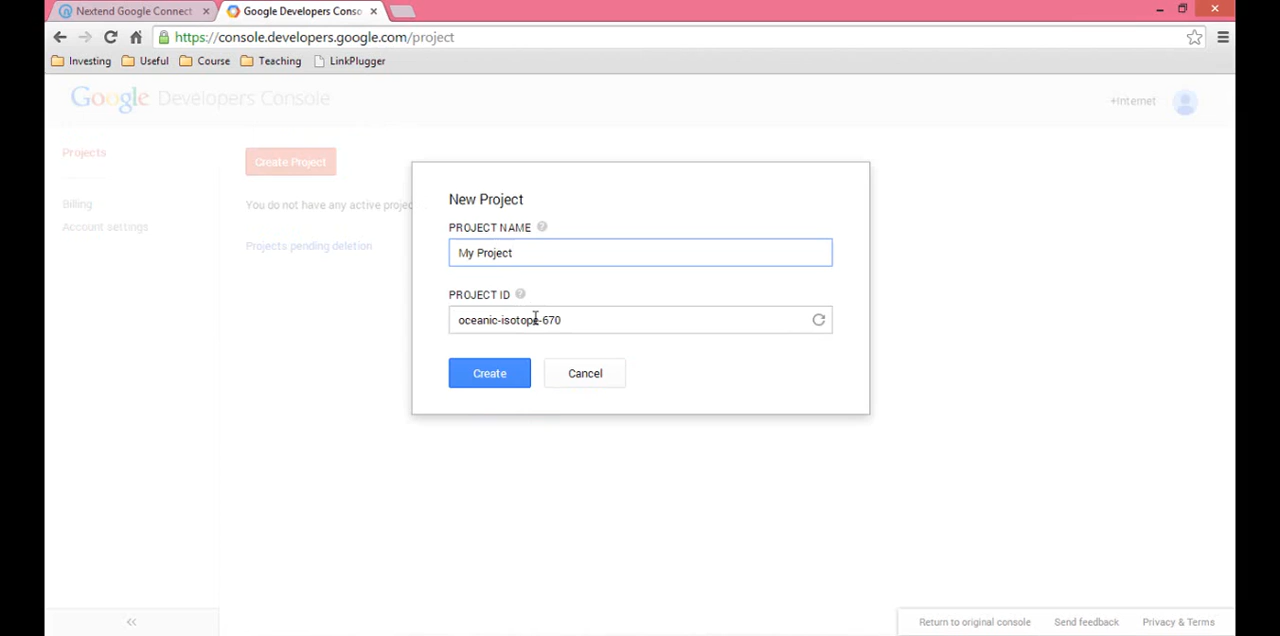 Nextend Google Connect
Google Developers Conso
https://console.developers.google.com/project
Investing
Useful
Course
Teaching
LinkPlugger
Google Developers Console
+Internet
Projects
Create Project
Billing
You do not have any active projec
Account settings
Projects pending deletion
New Project
PROJECT NAME ?
My Project
PROJECT ID ?
oceanic-isotope-670
Create
Cancel
Return to original console
Send feedback
Privacy & Terms